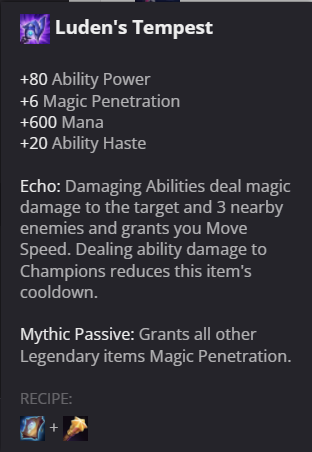 Luden's Tempest
+80 Ability Power
+6 Magic Penetration
+600 Mana
+20 Ability Haste
Echo: Damaging Abilities deal magic
damage to the target and 3 nearby
enemies and grants you Move
Speed. Dealing ability damage to
Champions reduces this item's
cooldown.
Mythic Passive: Grants all other
Legendary items Magic Penetration.
RECIPE:
+